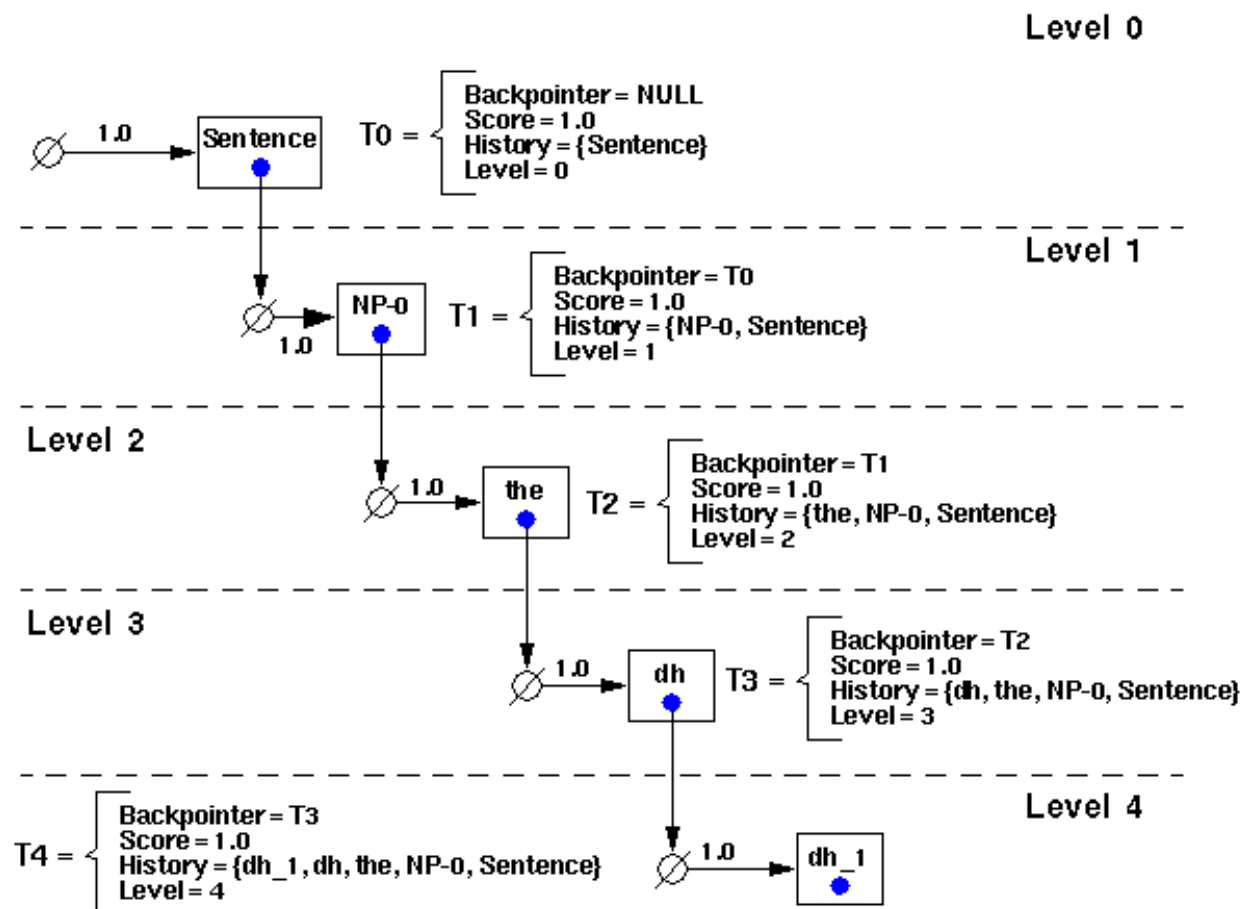 Level 0
1.0
Sentence
T0 =
Backpointer = NULL
Score = 1.0
History = {Sentence}
Level = 0
Level 1
1.0
NP-0
T1 =
Backpointer = T0
Score = 1.0
History = {NP-0, Sentence}
Level = 1
Level 2
1.0
the
T2 =
Backpointer = T1
Score = 1.0
History = {the, NP-0, Sentence}
Level = 2
Level 3
1.0
dh
T3 =
Backpointer = T2
Score = 1.0
History = {dh, the, NP-0, Sentence}
Level = 3
Level 4
T4 =
Backpointer = T3
Score = 1.0
History = {dh_1, dh, the, NP-0, Sentence}
Level = 4
1.0
dh_1